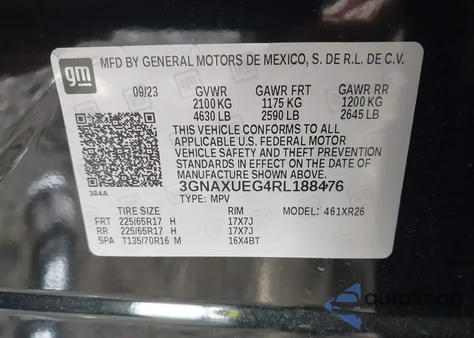 gm
MFD BY GENERAL MOTORS DE MEXICO, S. DE R.L. DE C.V.
09/23 GVWR GAWR FRT GAWR RR
2100 KG 1175 KG 1200 KG
4630 LB 2590 LB 2645 LB
THIS VEHICLE CONFORMS TO ALL
APPLICABLE U.S. FEDERAL MOTOR
VEHICLE SAFETY AND THEFT PREVENTION
STANDARDS IN EFFECT ON THE DATE OF
MANUFACTURE SHOWN ABOVE.
384A 3GNAXUEG4RL188476
TYPE: MPV
TIRE SIZE RIM MODEL: 461XR26
FRT 225/65R17 H 17X7J
RR 225/65R17 H 17X7J
SPA T135/70R16 M 16X4BT
autosnap